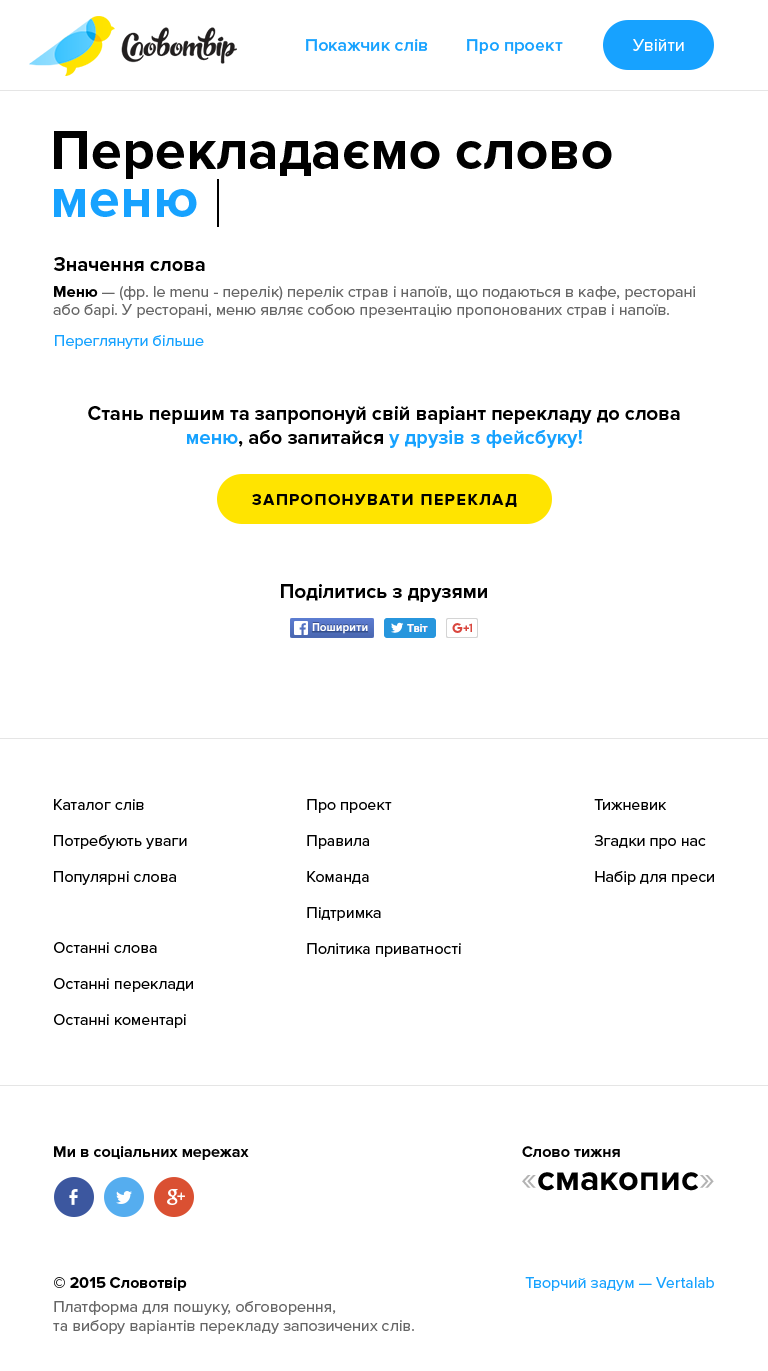 Словотвір
Покажчик слів
Про проект
Увійти
Перекладаємо слово
меню
Значення слова
Меню — (фр. le menu - перелік) перелік страв і напоїв, що подаються в кафе, ресторані
або барі. У ресторані, меню являє собою презентацію пропонованих страв і напоїв.
Переглянути більше
Стань першим та запропонуй свій варіант перекладу до слова
меню, або запитайся у друзів з фейсбуку!
ЗАПРОПОНУВАТИ ПЕРЕКЛАД
Поділитись з друзями
Поширити
Твіт
G+1
Каталог слів
Потребують уваги
Популярні слова
Останні слова
Останні переклади
Останні коментарі
Про проект
Правила
Команда
Підтримка
Політика приватності
Тижневик
Згадки про нас
Набір для преси
Ми в соціальних мережах
f
g+
Слово тижня
«смакопис»
© 2015 Словотвір
Платформа для пошуку, обговорення,
та вибору варіантів перекладу запозичених слів.
Творчий задум — Vertalab